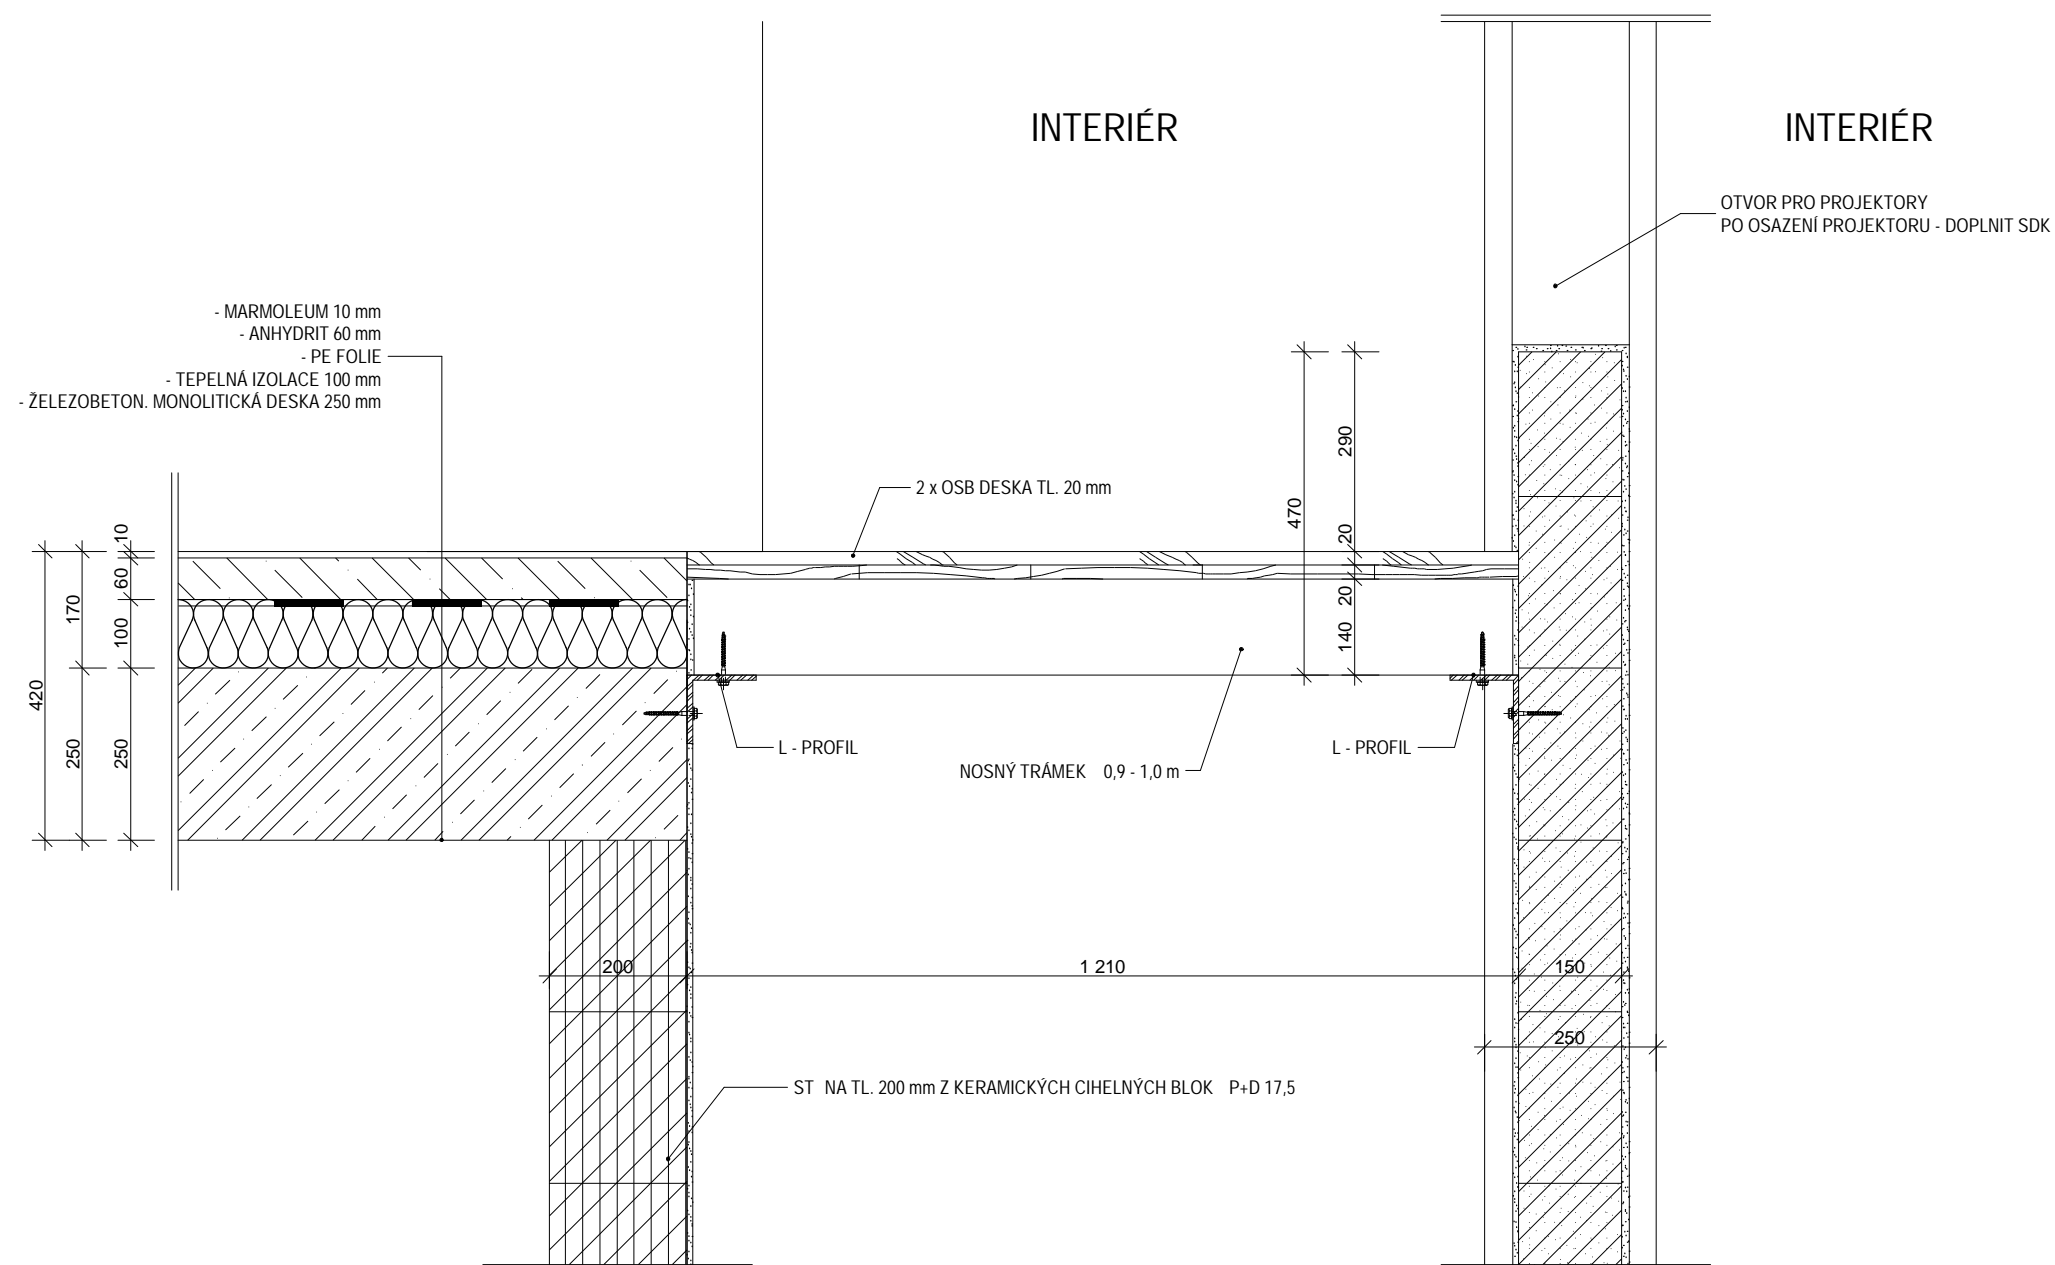 INTERIÉR
INTERIÉR
OTVOR PRO PROJEKTORY
PO OSAZENÍ PROJEKTORU - DOPLNIT SDK
- MARMOLEUM 10 mm
- ANHYDRIT 60 mm
- PE FOLIE
- TEPELNÁ IZOLACE 100 mm
- ŽELEZOBETON. MONOLITICKÁ DESKA 250 mm
2 x OSB DESKA TL. 20 mm
470
290
20
20
140
10
60
100
250
170
250
420
L - PROFIL
L - PROFIL
NOSNÝ TRÁMEK 0,9 - 1,0 m
200
1 210
150
250
ST NA TL. 200 mm Z KERAMICKÝCH CIHELNÝCH BLOK P+D 17,5